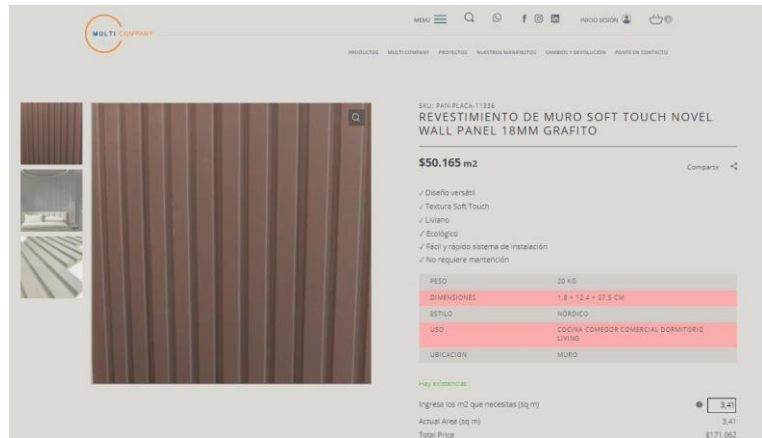 MENÚ
INICIO SESIÓN
0
MULTI COMPANY
PRODUCTOS MULTI COMPANY PROYECTOS NUESTROS MANIFIESTOS CAMBIOS Y DEVOLUCIÓN PONTE EN CONTACTO
SKU: PAN-PLACA-11336
REVESTIMIENTO DE MURO SOFT TOUCH NOVEL
WALL PANEL 18MM GRAFITO
$50.165 m2
Compartir
✓ Diseño versátil
✓ Textura Soft Touch
✓ Liviano
✓ Ecológico
✓ Fácil y rápido sistema de instalación
✓ No requiere mantención
PESO 20 KG
DIMENSIONES 1.8 × 12.4 × 27.5 CM
ESTILO NÓRDICO
USO COCINA COMEDOR COMERCIAL DORMITORIO
LIVING
UBICACION MURO
Hay existencias
Ingresa los m2 que necesitas (sq m) 3,41
Actual Area (sq m) 3,41
Total Price $171.062